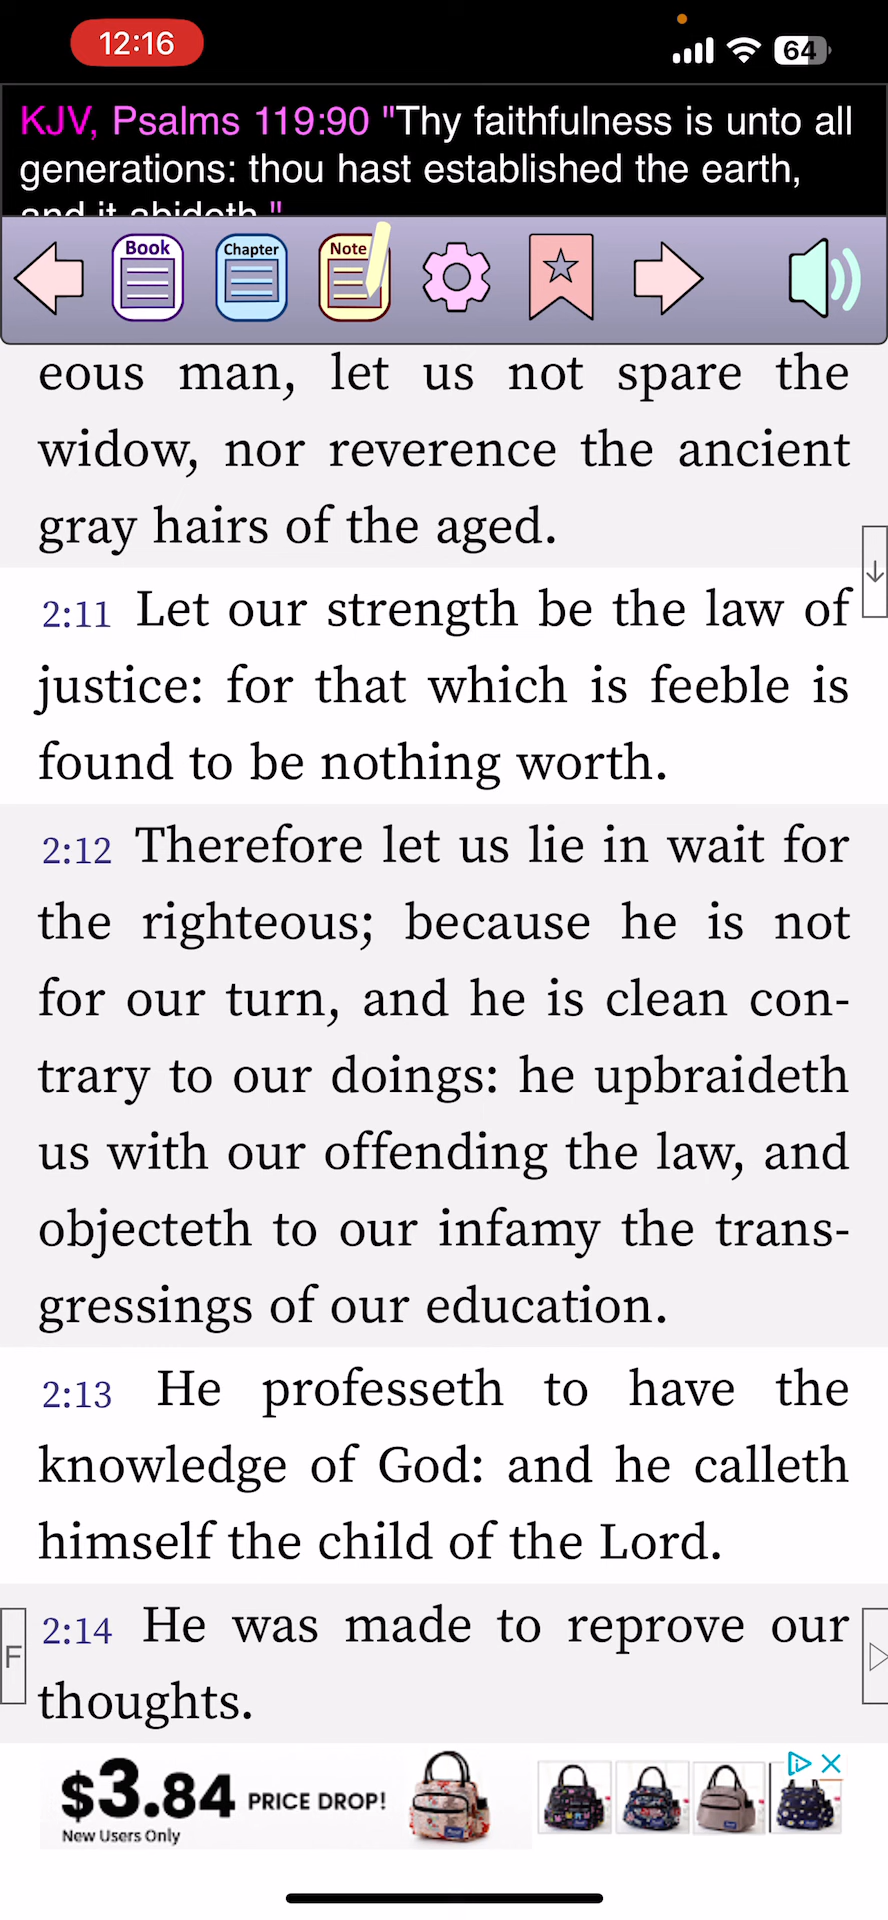 12:16
64
KJV, Psalms 119:90 "Thy faithfulness is unto all
generations: thou hast established the earth,
and it abideth."
Book
Chapter
Note
eous man, let us not spare the
widow, nor reverence the ancient
gray hairs of the aged.
2:11 Let our strength be the law of
justice: for that which is feeble is
found to be nothing worth.
2:12 Therefore let us lie in wait for
the righteous; because he is not
for our turn, and he is clean con-
trary to our doings: he upbraideth
us with our offending the law, and
objecteth to our infamy the trans-
gressings of our education.
2:13 He professeth to have the
knowledge of God: and he calleth
himself the child of the Lord.
2:14 He was made to reprove our
F
thoughts.
$3.84 PRICE DROP!
New Users Only